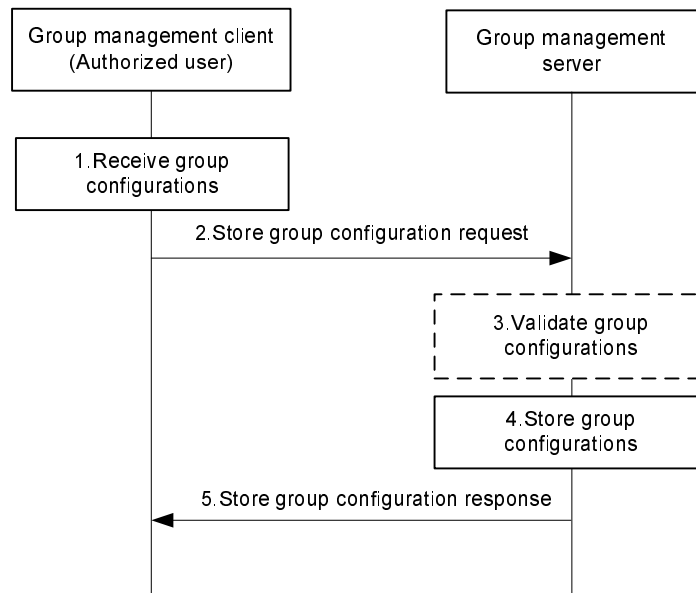 Group management client
(Authorized user)
Group management
server
1.Receive group
configurations
2.Store group configuration request
3.Validate group
configurations
4.Store group
configurations
5.Store group configuration response